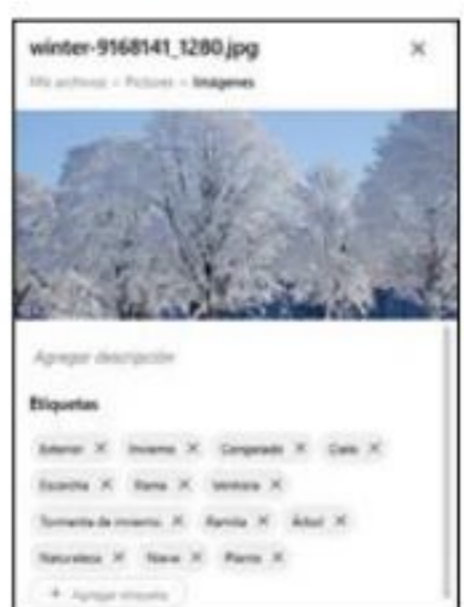 winter-9168141_1280.jpg
Mis archivos > Pictures > Imágenes
Agregar descripción
Etiquetas
Exterior Invierno Congelado Cielo
Escarcha Rama Ventisca
Tormenta de invierno Ramita Árbol
Naturaleza Nieve Planta
+ Agregar etiqueta